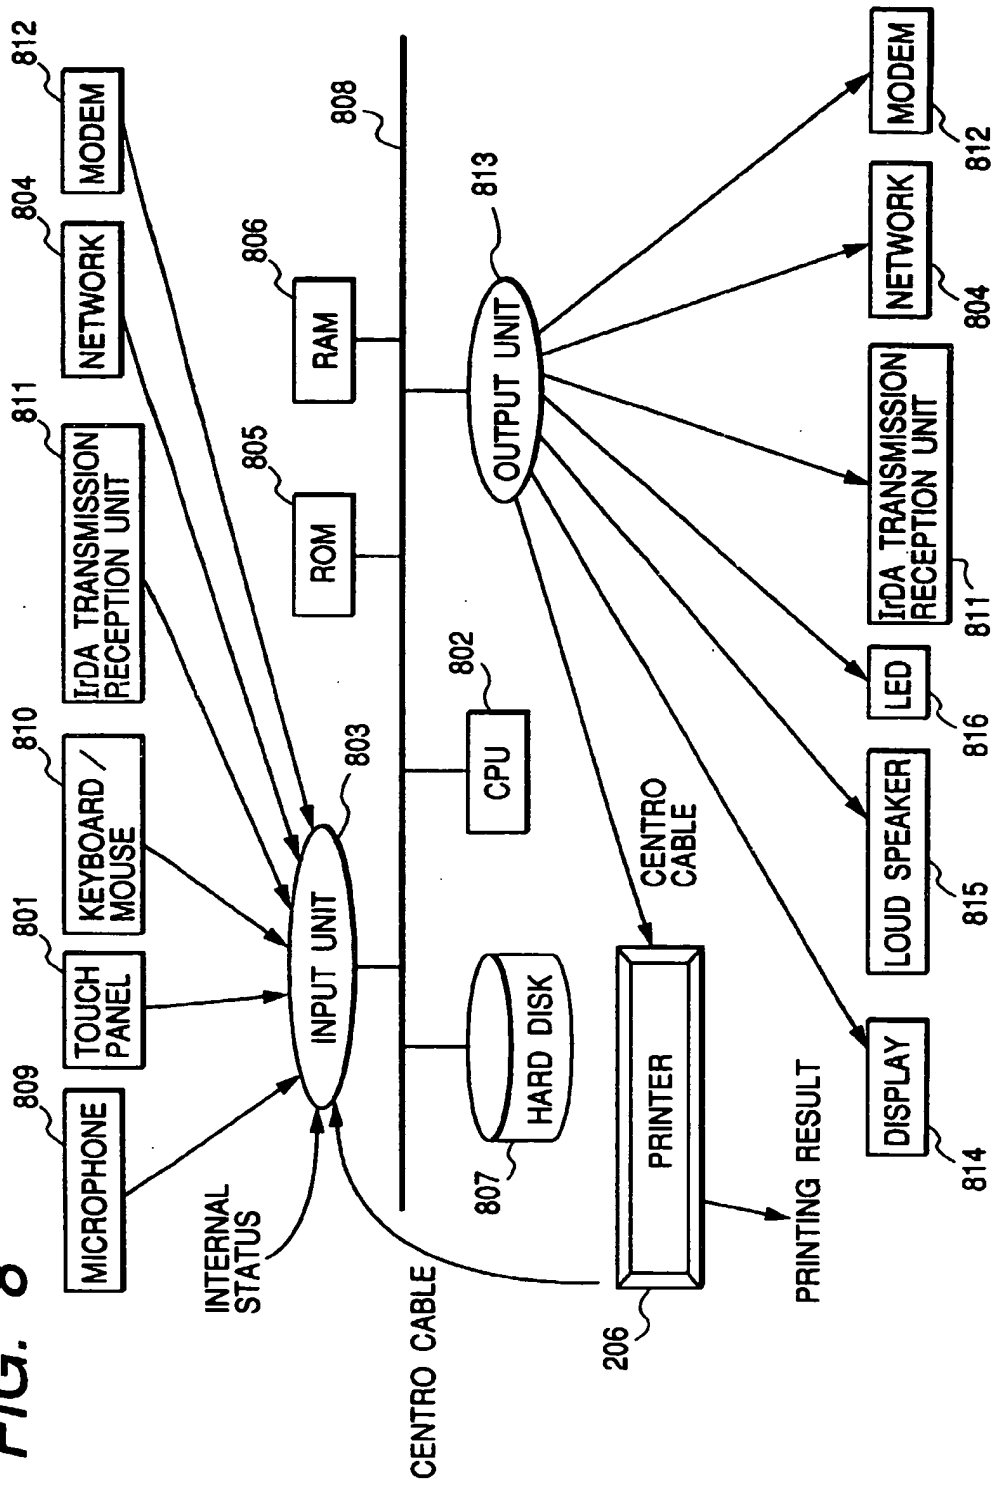 FIG. 8
809
801
810
811
804
812
MICROPHONE
TOUCH
PANEL
KEYBOARD /
MOUSE
IrDA TRANSMISSION
RECEPTION UNIT
NETWORK
MODEM
INTERNAL
STATUS
INPUT UNIT
803
805
ROM
806
RAM
808
CENTRO CABLE
807
HARD DISK
802
CPU
813
OUTPUT UNIT
206
PRINTER
CENTRO
CABLE
PRINTING RESULT
DISPLAY
LOUD SPEAKER
LED
IrDA TRANSMISSION
RECEPTION UNIT
NETWORK
MODEM
814
815
816
811
804
812